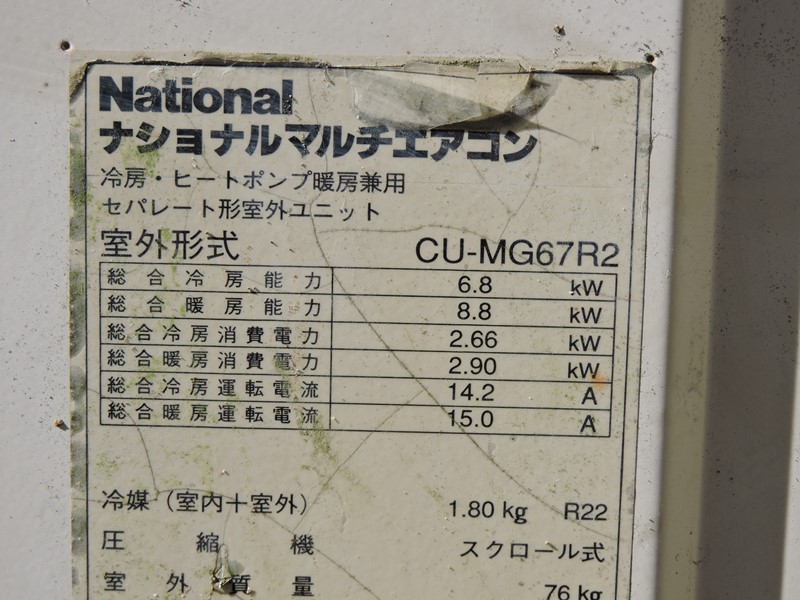 National
ナショナルマルチエアコン
冷房・ヒートポンプ暖房兼用
セパレート形室外ユニット
室外形式 CU-MG67R2
総合冷房能力 6.8 kW
総合暖房能力 8.8 kW
総合冷房消費電力 2.66 kW
総合暖房消費電力 2.90 kW
総合冷房運転電流 14.2 A
総合暖房運転電流 15.0 A
冷媒（室内＋室外） 1.80 kg R22
圧縮機 スクロール式
室外質量 76 kg